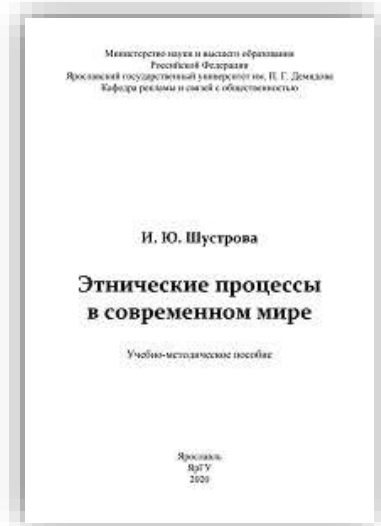 Министерство науки и высшего образования
Российской Федерации
Ярославский государственный университет им. П. Г. Демидова
Кафедра рекламы и связей с общественностью
И. Ю. Шустрова
Этнические процессы
в современном мире
Учебно-методическое пособие
Ярославль
ЯрГУ
2020